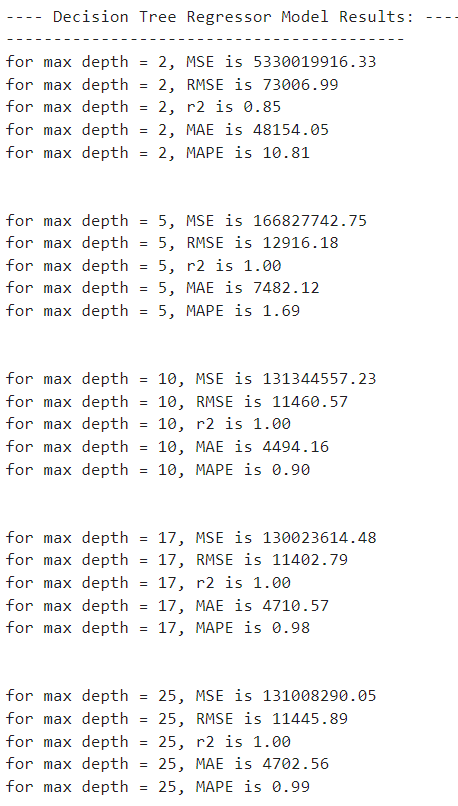 ---- Decision Tree Regressor Model Results: ----
------------------------------------------
for max depth = 2, MSE is 5330019916.33
for max depth = 2, RMSE is 73006.99
for max depth = 2, r2 is 0.85
for max depth = 2, MAE is 48154.05
for max depth = 2, MAPE is 10.81
for max depth = 5, MSE is 166827742.75
for max depth = 5, RMSE is 12916.18
for max depth = 5, r2 is 1.00
for max depth = 5, MAE is 7482.12
for max depth = 5, MAPE is 1.69
for max depth = 10, MSE is 131344557.23
for max depth = 10, RMSE is 11460.57
for max depth = 10, r2 is 1.00
for max depth = 10, MAE is 4494.16
for max depth = 10, MAPE is 0.90
for max depth = 17, MSE is 130023614.48
for max depth = 17, RMSE is 11402.79
for max depth = 17, r2 is 1.00
for max depth = 17, MAE is 4710.57
for max depth = 17, MAPE is 0.98
for max depth = 25, MSE is 131008290.05
for max depth = 25, RMSE is 11445.89
for max depth = 25, r2 is 1.00
for max depth = 25, MAE is 4702.56
for max depth = 25, MAPE is 0.99